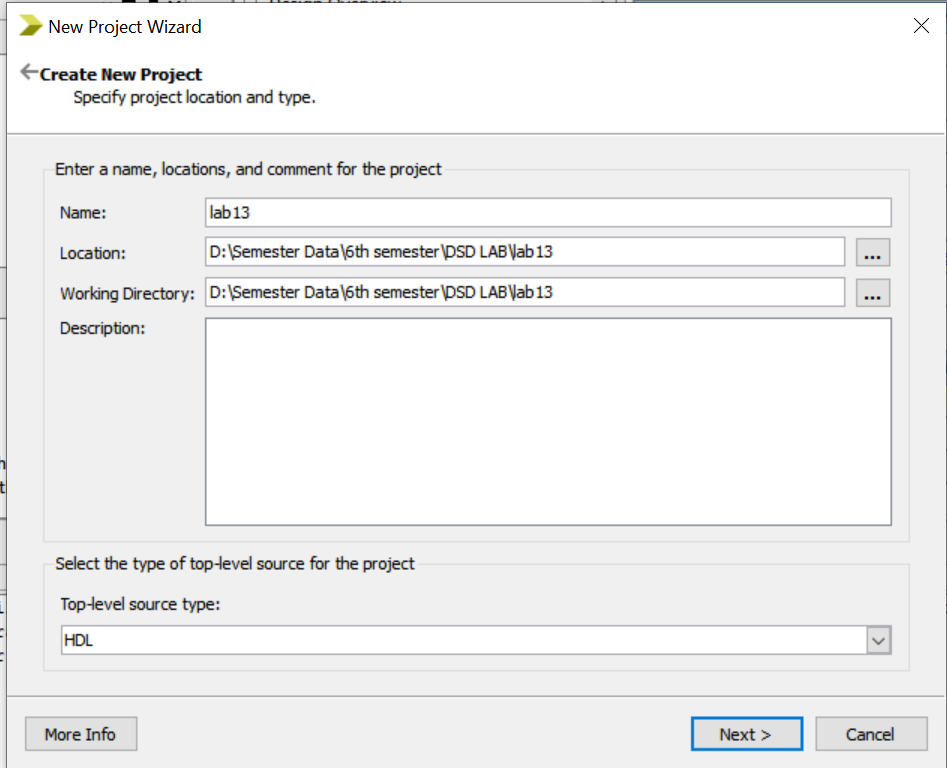 New Project Wizard
Create New Project
Specify project location and type.
Enter a name, locations, and comment for the project
Name: lab13
Location: D:\Semester Data\6th semester\DSD LAB\lab13 ...
Working Directory: D:\Semester Data\6th semester\DSD LAB\lab13 ...
Description:
Select the type of top-level source for the project
Top-level source type:
HDL
More Info Next > Cancel